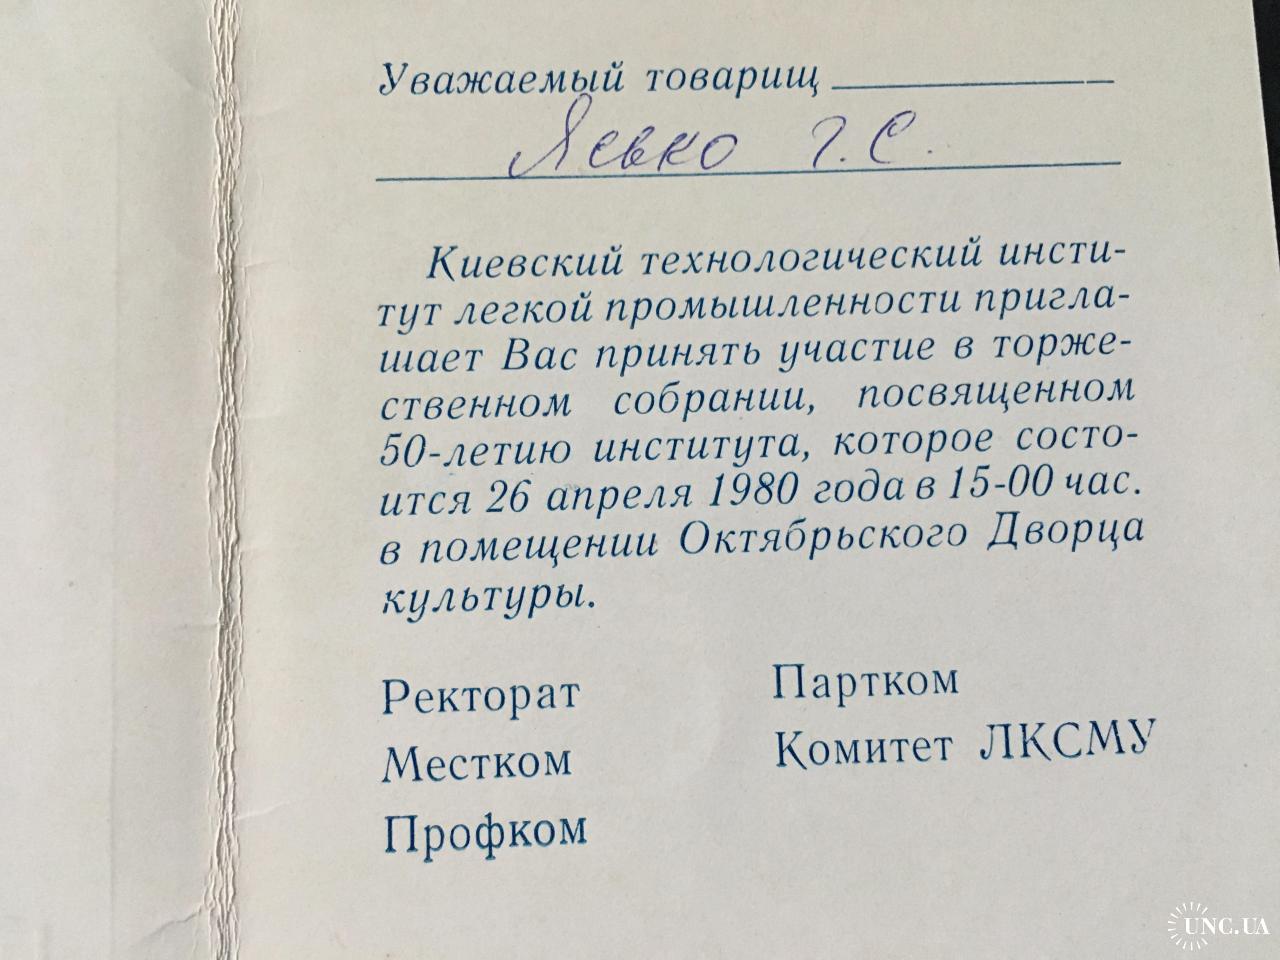 Уважаемый товарищ
Г. С.
Киевский технологический инсти-
тут легкой промышленности пригла-
шает Вас принять участие в торже-
ственном собрании, посвященном
50-летию института, которое состо-
ится 26 апреля 1980 года в 15-00 час.
в помещении Октябрьского Дворца
культуры.
Ректорат
Местком
Профком
Партком
Комитет ЛКСМУ
UNC.UA